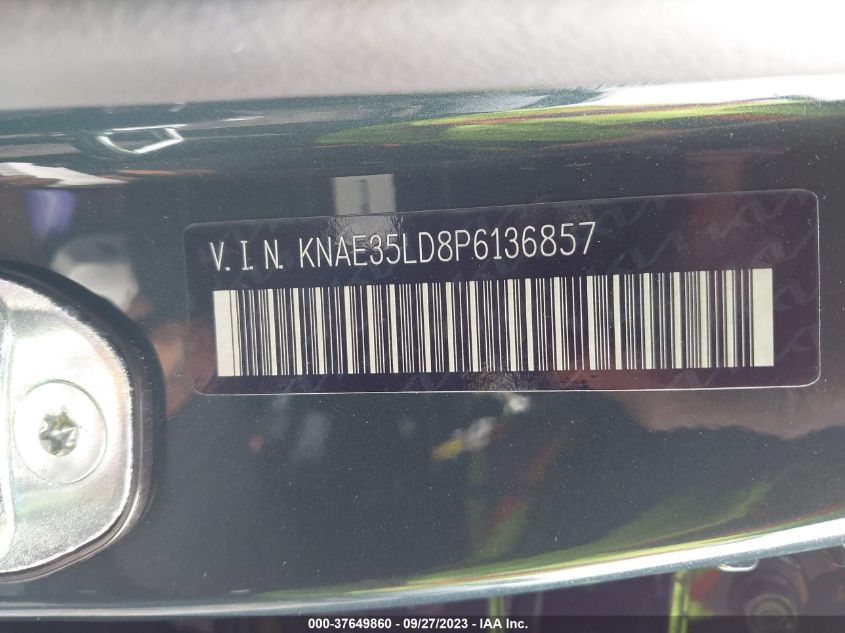 V.I.N. KNAE35LD8P6136857
000-37649860 — 09/27/2023 — IAA Inc.